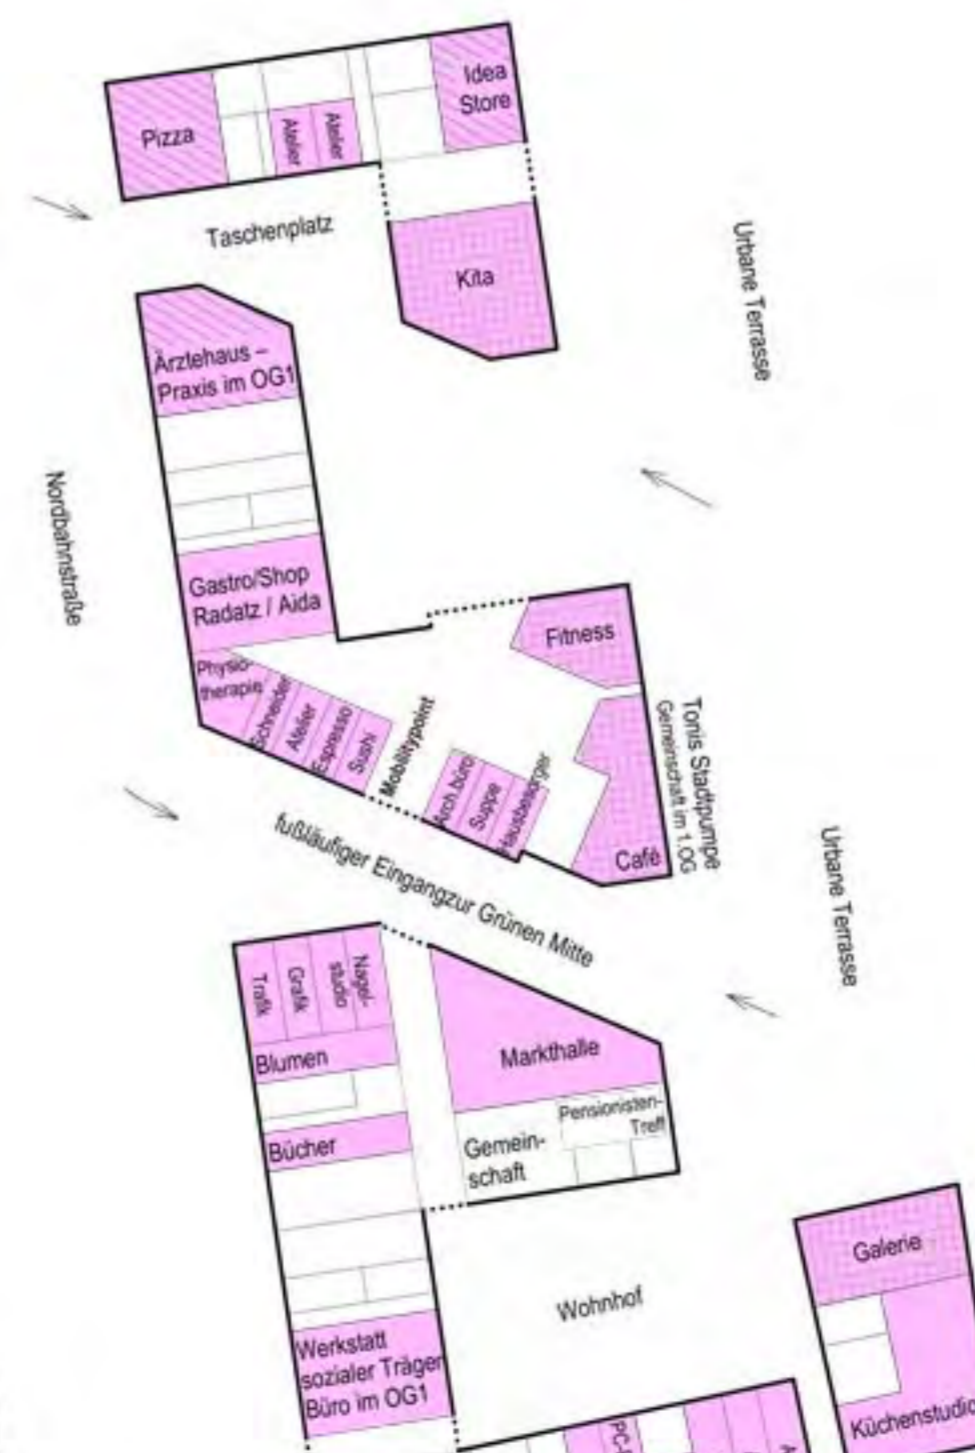 Idea
Store
Pizza
Atelier
Atelier
Taschenplatz
Kita
Urbane Terrasse
Ärztehaus –
Praxis im OG1
Nordbahnstraße
Gastro/Shop
Radatz / Aida
Fitness
Physio-
therapie
Schneider
Atelier
Espresso
Sushi
Mobilitypoint
Arch.büro
Suppe
Hausbesorger
Café
Tonis Stadtpumpe
Gemeinschaft im 1.OG
fußläufiger Eingangzur Grünen Mitte
Urbane Terrasse
Trafik
Grafik
Nagel-
studio
Blumen
Markthalle
Bücher
Pensionisten-
Treff
Gemein-
schaft
Galerie
Wohnhof
Werkstatt
sozialer Träger
Büro im OG1
Küchenstudio